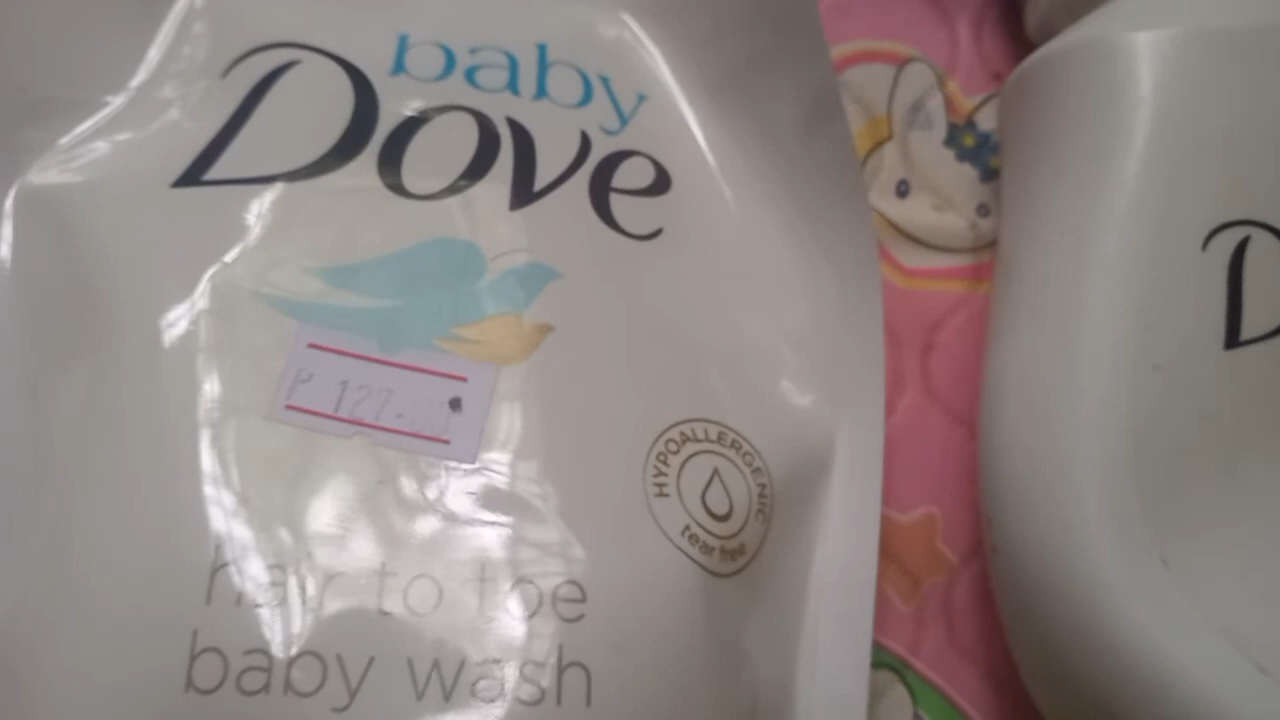 baby
Dove
P 127.00
HYPOALLERGENIC
tear free
hair to toe
baby wash
D